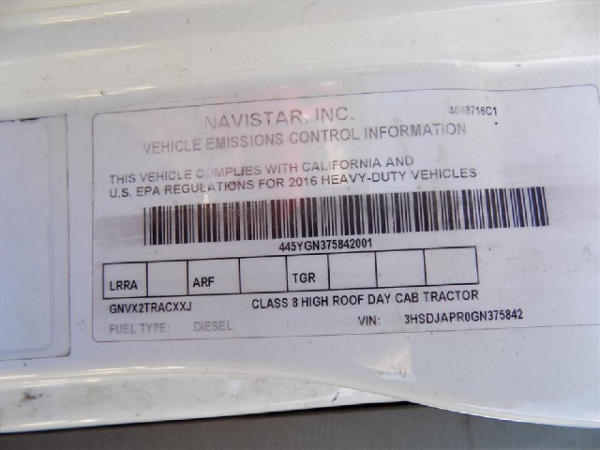 NAVISTAR, INC.
4048716C1
VEHICLE EMISSIONS CONTROL INFORMATION
THIS VEHICLE COMPLIES WITH CALIFORNIA AND
U.S. EPA REGULATIONS FOR 2016 HEAVY-DUTY VEHICLES
445YGN375842001
LRRA ARF TGR
GNVX2TRACXXJ CLASS 8 HIGH ROOF DAY CAB TRACTOR
FUEL TYPE: DIESEL VIN: 3HSDJAPR0GN375842